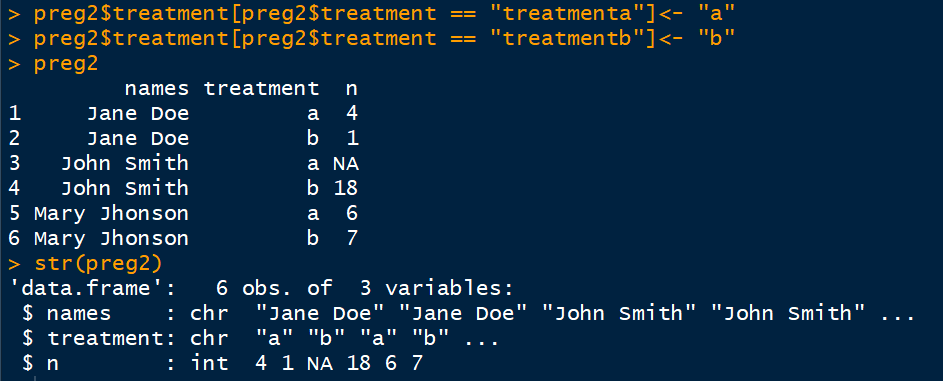 > preg2$treatment[preg2$treatment == "treatmenta"]<- "a"
> preg2$treatment[preg2$treatment == "treatmentb"]<- "b"
> preg2
         names treatment  n
1     Jane Doe         a  4
2     Jane Doe         b  1
3   John Smith         a NA
4   John Smith         b 18
5 Mary Jhonson         a  6
6 Mary Jhonson         b  7
> str(preg2)
'data.frame':   6 obs. of  3 variables:
 $ names    : chr  "Jane Doe" "Jane Doe" "John Smith" "John Smith" ...
 $ treatment: chr  "a" "b" "a" "b" ...
 $ n        : int  4 1 NA 18 6 7